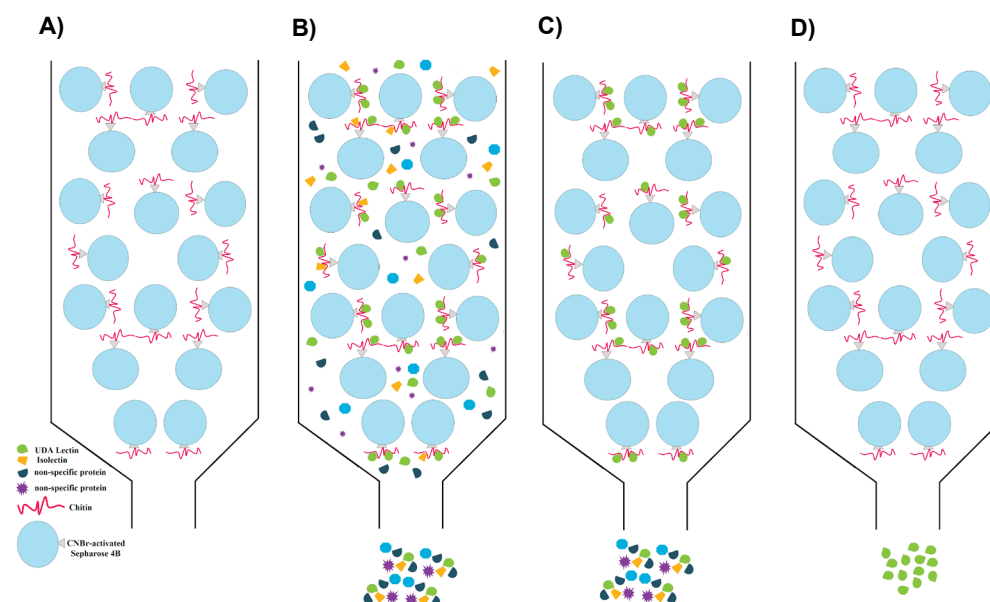 A)
B)
C)
D)
UDA Lectin
Isolectin
non-specific protein
non-specific protein
Chitin
CNBr-activated
Sepharose 4B